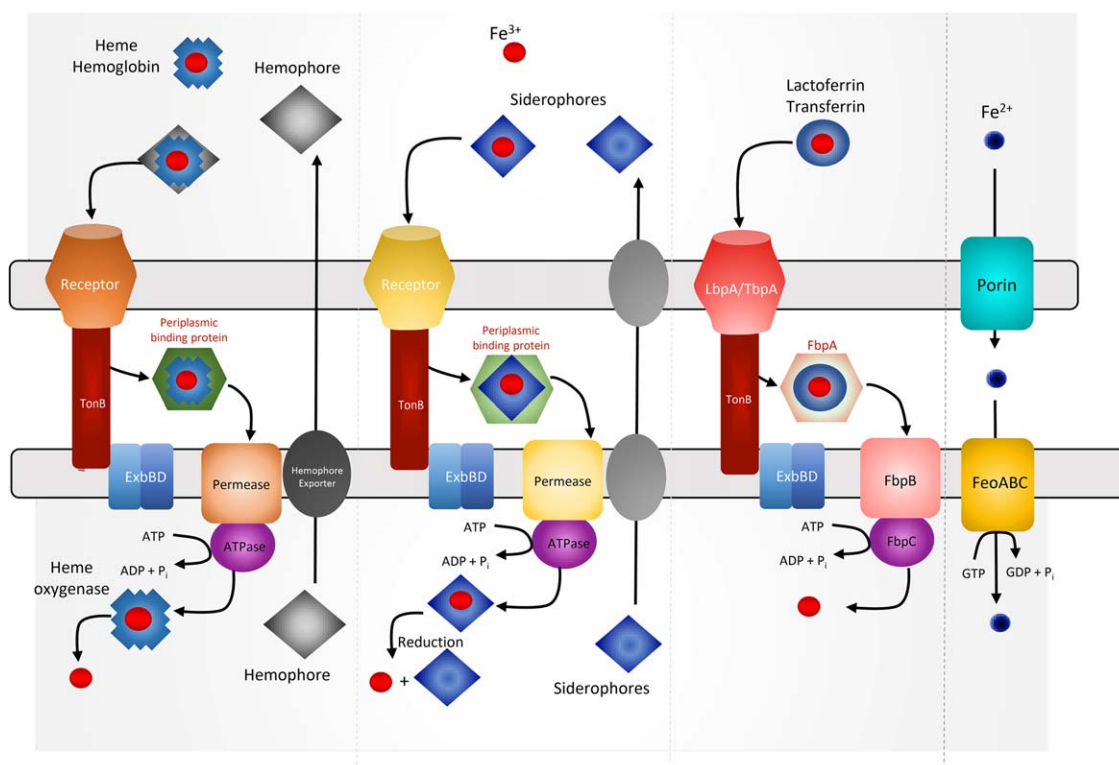 Heme
Hemoglobin
Hemophore
Fe³⁺
Siderophores
Lactoferrin
Transferrin
Fe²⁺
Receptor
Receptor
LbpA/TbpA
Porin
Periplasmic
binding protein
Periplasmic
binding protein
FbpA
TonB
TonB
TonB
ExbBD
Permease
Hemophore
Exporter
ExbBD
Permease
ExbBD
FbpB
FeoABC
ATP
ATPase
ADP + Pᵢ
ATP
ATPase
ADP + Pᵢ
ATP
FbpC
ADP + Pᵢ
GTP
GDP + Pᵢ
Heme
oxygenase
Reduction
+
Hemophore
Siderophores